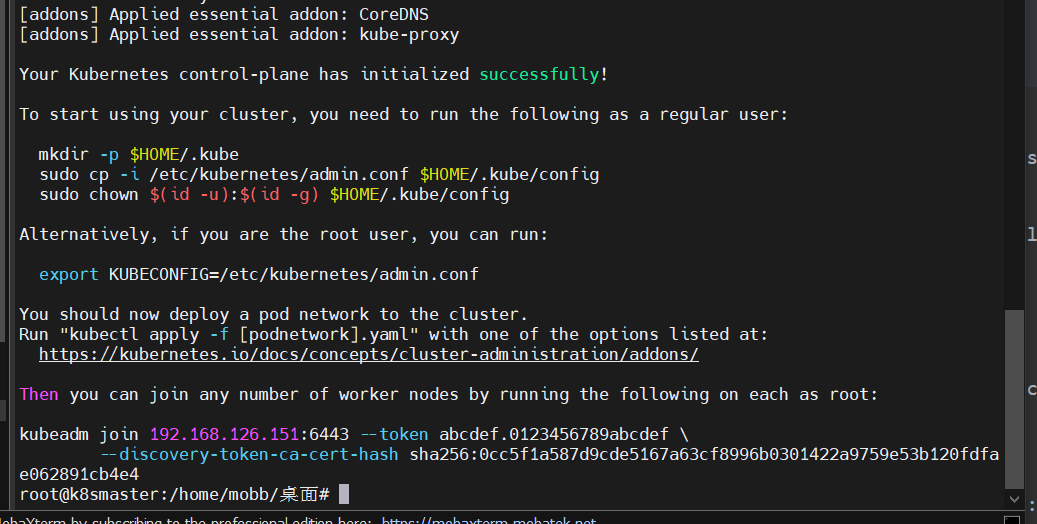 [addons] Applied essential addon: CoreDNS
[addons] Applied essential addon: kube-proxy
Your Kubernetes control-plane has initialized successfully!
To start using your cluster, you need to run the following as a regular user:
mkdir -p $HOME/.kube
sudo cp -i /etc/kubernetes/admin.conf $HOME/.kube/config
sudo chown $(id -u):$(id -g) $HOME/.kube/config
Alternatively, if you are the root user, you can run:
export KUBECONFIG=/etc/kubernetes/admin.conf
You should now deploy a pod network to the cluster.
Run "kubectl apply -f [podnetwork].yaml" with one of the options listed at:
https://kubernetes.io/docs/concepts/cluster-administration/addons/
Then you can join any number of worker nodes by running the following on each as root:
kubeadm join 192.168.126.151:6443 --token abcdef.0123456789abcdef \
--discovery-token-ca-cert-hash sha256:0cc5f1a587d9cde5167a63cf8996b0301422a9759e53b120fdfa
e062891cb4e4
root@k8smaster:/home/mobb/桌面#
MobaXterm by subscribing to the professional edition here: https://mobaxterm.mobatek.net